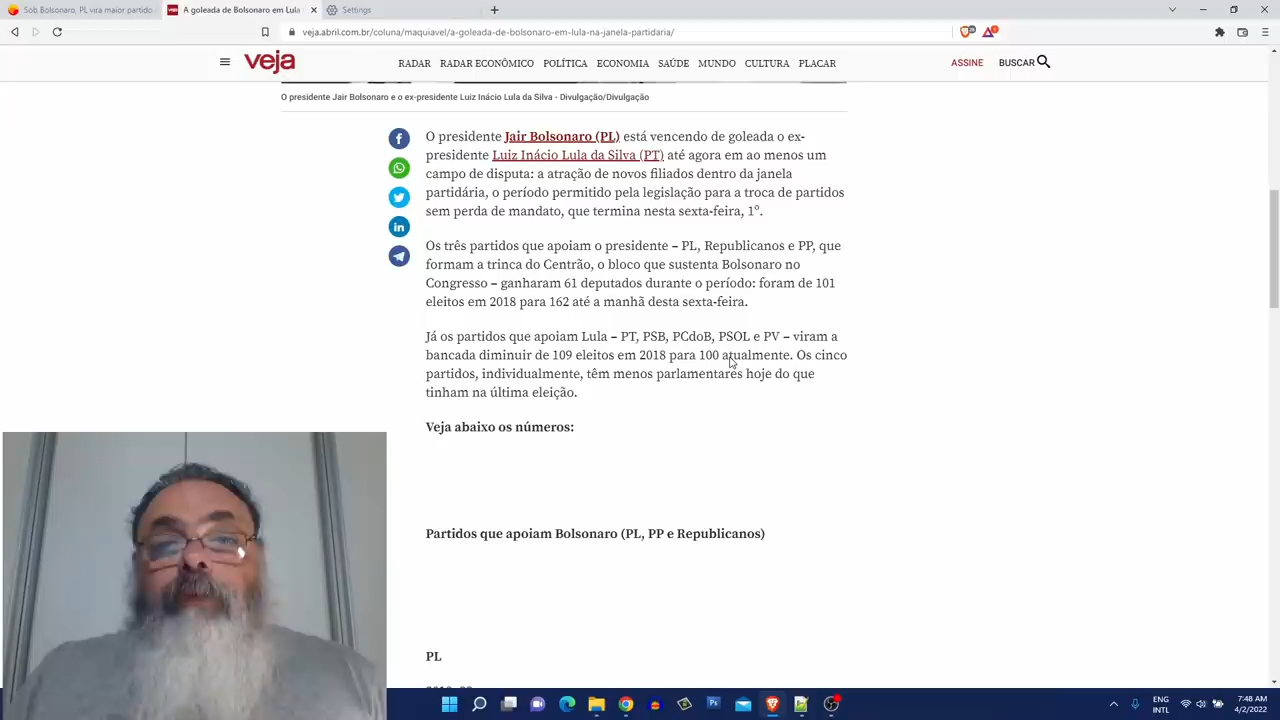 Sob Bolsonaro, PL vira maior partido
A goleada de Bolsonaro em Lula
Settings
veja.abril.com.br/coluna/maquiavel/a-goleada-de-bolsonaro-em-lula-na-janela-partidaria/
veja
RADAR RADAR ECONÔMICO POLÍTICA ECONOMIA SAÚDE MUNDO CULTURA PLACAR
ASSINE BUSCAR
O presidente Jair Bolsonaro e o ex-presidente Luiz Inácio Lula da Silva - Divulgação/Divulgação
O presidente Jair Bolsonaro (PL) está vencendo de goleada o ex-
presidente Luiz Inácio Lula da Silva (PT) até agora em ao menos um
campo de disputa: a atração de novos filiados dentro da janela
partidária, o período permitido pela legislação para a troca de partidos
sem perda de mandato, que termina nesta sexta-feira, 1º.
Os três partidos que apoiam o presidente – PL, Republicanos e PP, que
formam a trinca do Centrão, o bloco que sustenta Bolsonaro no
Congresso – ganharam 61 deputados durante o período: foram de 101
eleitos em 2018 para 162 até a manhã desta sexta-feira.
Já os partidos que apoiam Lula – PT, PSB, PCdoB, PSOL e PV – viram a
bancada diminuir de 109 eleitos em 2018 para 100 atualmente. Os cinco
partidos, individualmente, têm menos parlamentares hoje do que
tinham na última eleição.
Veja abaixo os números:
Partidos que apoiam Bolsonaro (PL, PP e Republicanos)
PL
ENG
INTL
7:48 AM
4/2/2022